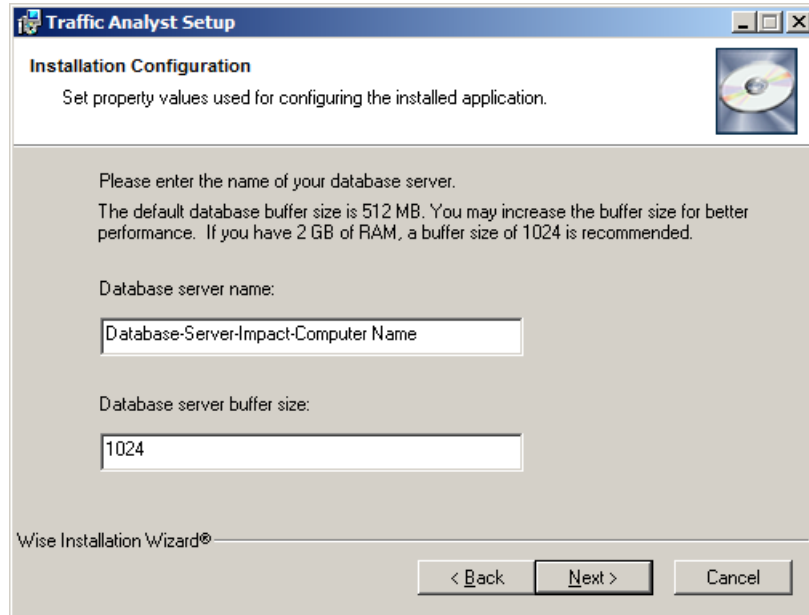 Traffic Analyst Setup
Installation Configuration
Set property values used for configuring the installed application.
Please enter the name of your database server.
The default database buffer size is 512 MB. You may increase the buffer size for better
performance.  If you have 2 GB of RAM, a buffer size of 1024 is recommended.
Database server name:
Database-Server-Impact-Computer Name
Database server buffer size:
1024
Wise Installation Wizard®
< Back Next > Cancel